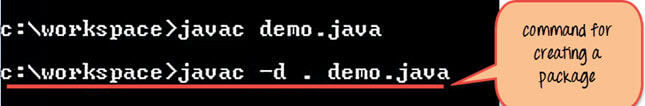 c:\workspace>javac demo.java
c:\workspace>javac -d . demo.java
command for
creating a
package